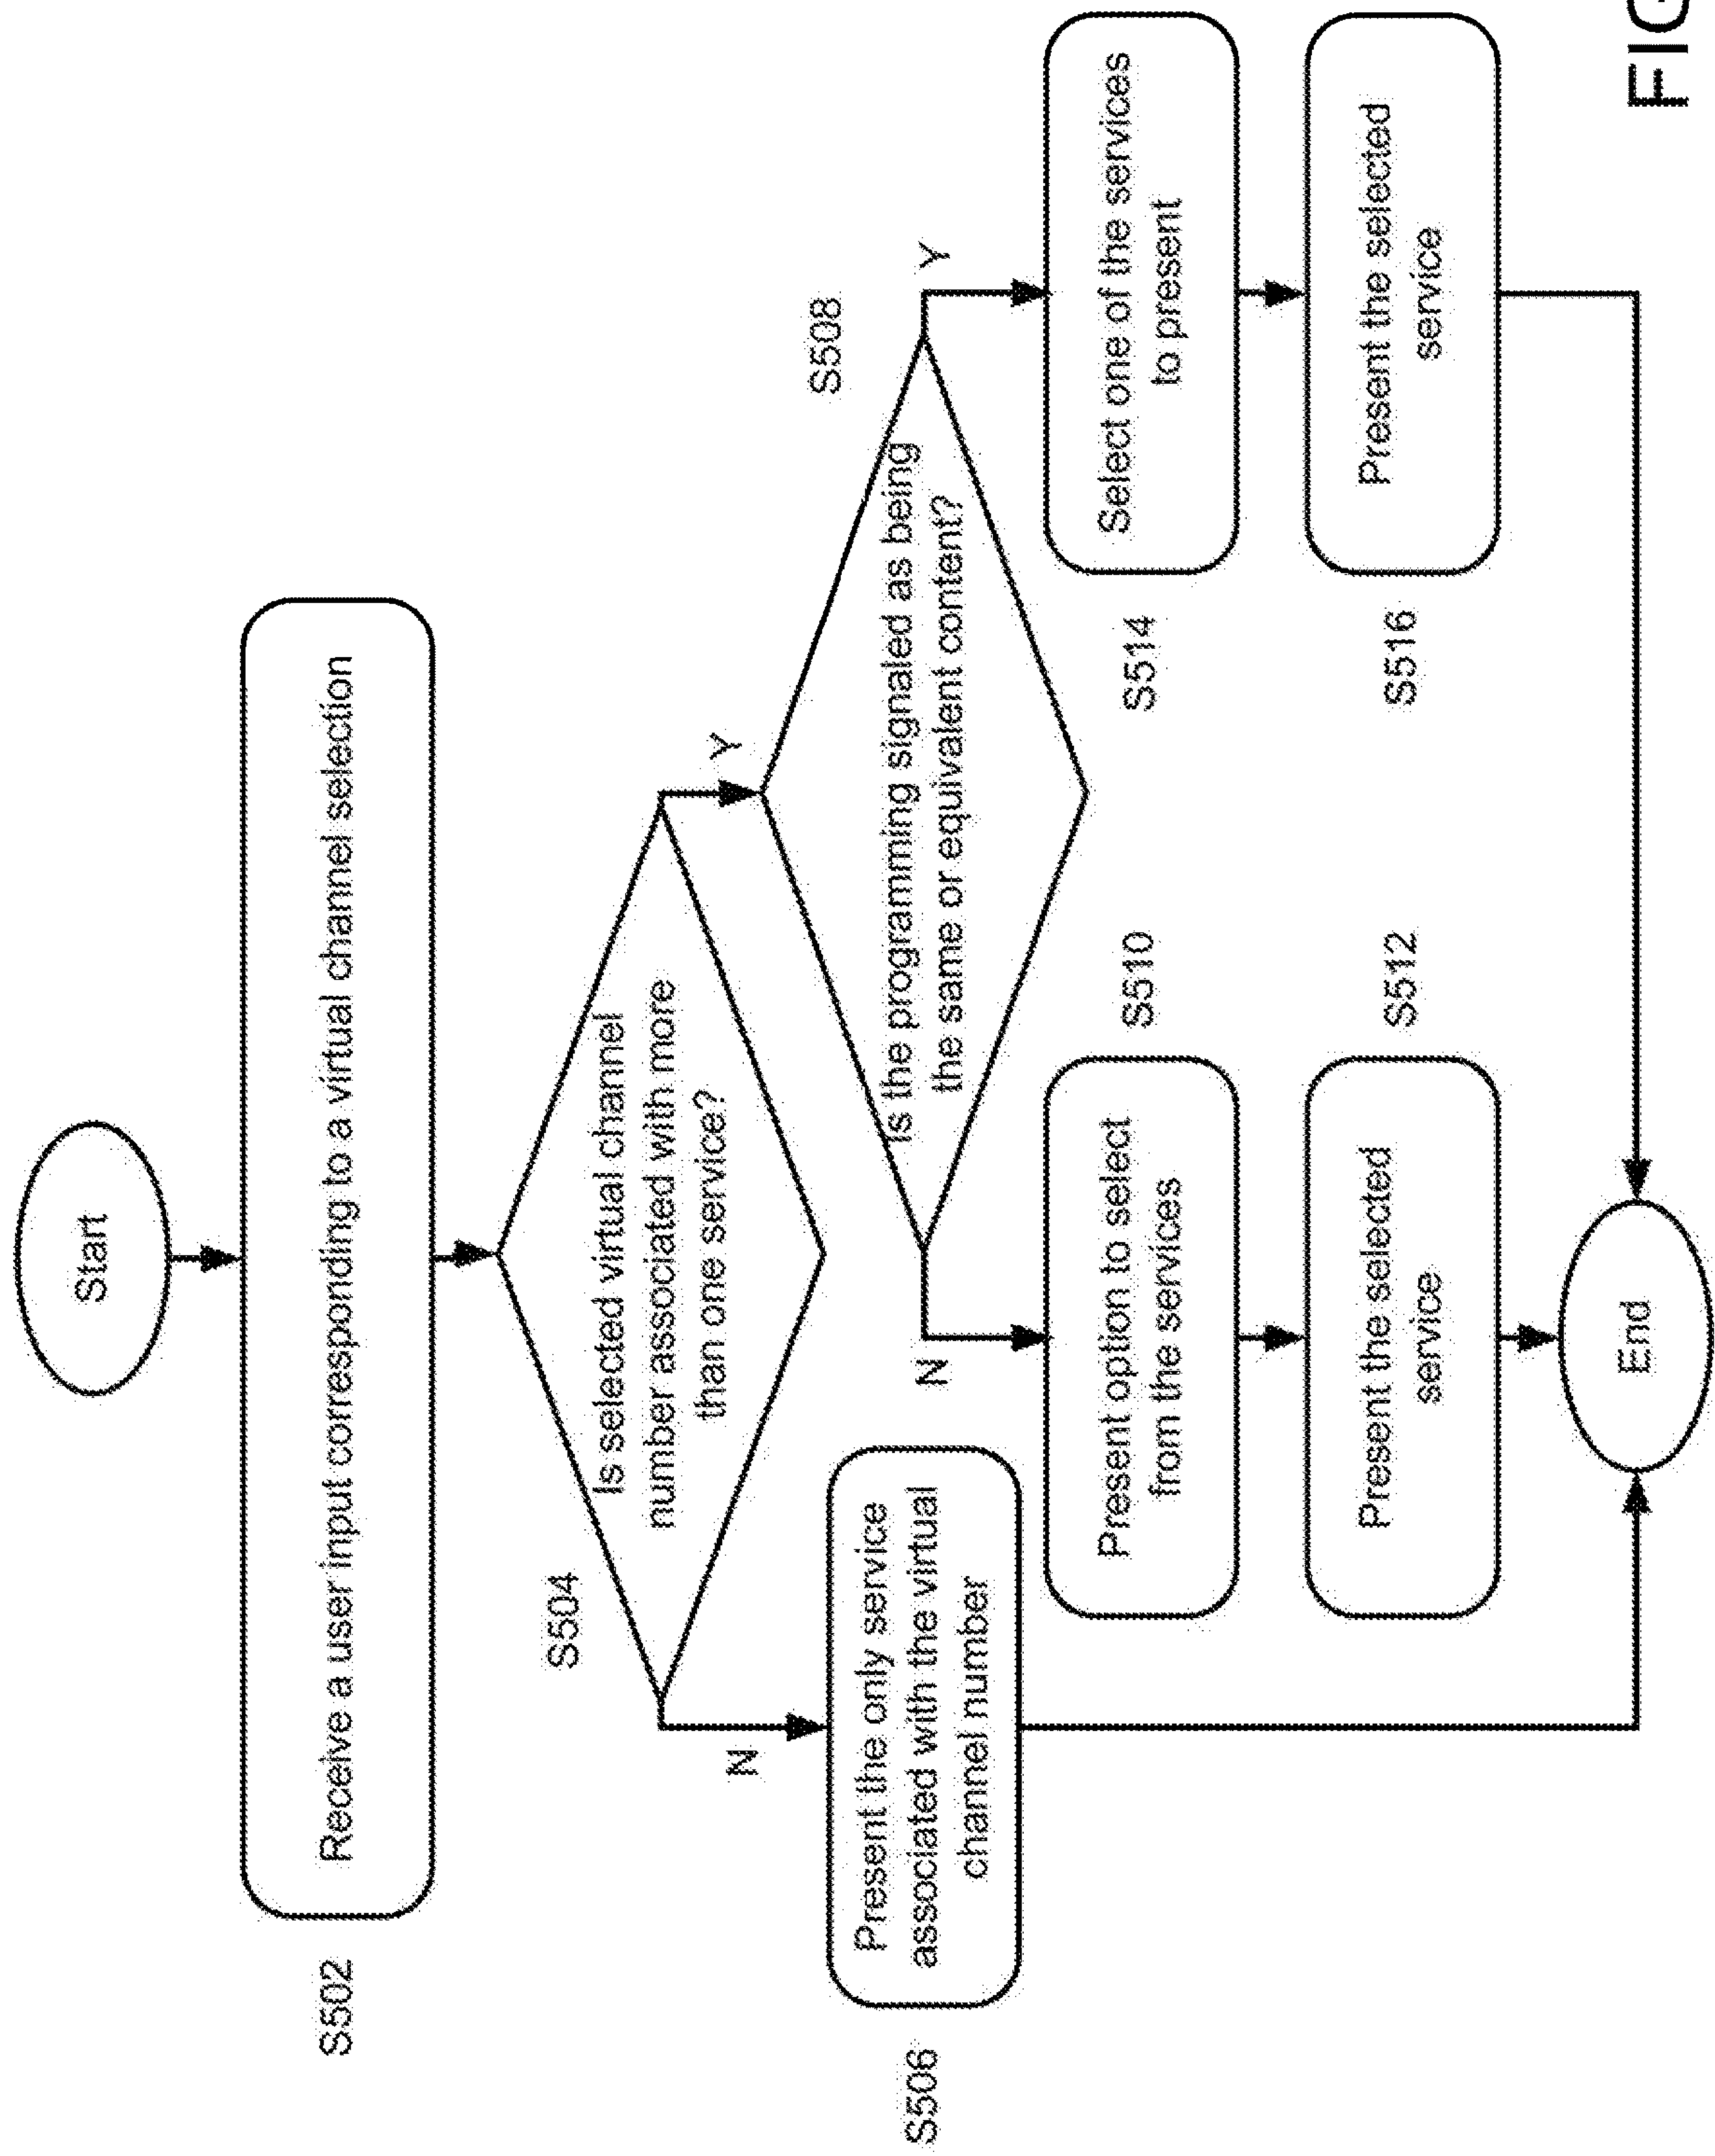 Start
S502
Receive a user input corresponding to a virtual channel selection
S504
Is selected virtual channel
number associated with more
than one service?
N
Y
S506
Present the only service
associated with the virtual
channel number
S508
Is the programming signaled as being
the same or equivalent content?
N
Y
Present option to select
from the services
S510
S514
Select one of the services
to present
Present the selected
service
S512
S516
Present the selected
service
End